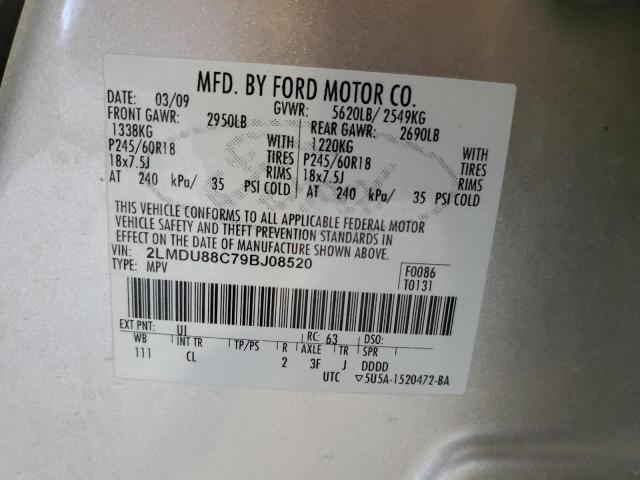 MFD. BY FORD MOTOR CO.
DATE: 03/09 GVWR: 5620LB/ 2549KG
FRONT GAWR: 2950LB REAR GAWR: 2690LB
1338KG WITH 1220KG WITH
P245/60R18 TIRES P245/60R18 TIRES
18x7.5J RIMS 18x7.5J RIMS
AT 240 kPa/ 35 PSI COLD AT 240 kPa/ 35 PSI COLD
THIS VEHICLE CONFORMS TO ALL APPLICABLE FEDERAL MOTOR
VEHICLE SAFETY AND THEFT PREVENTION STANDARDS IN
EFFECT ON THE DATE OF MANUFACTURE SHOWN ABOVE.
VIN: 2LMDU88C79BJ08520
TYPE: MPV F0086
T0131
EXT PNT: UI RC: 63 DSO:
WB INT TR TP/PS R AXLE TR SPR
111 CL 2 3F J DDDD
UTC ▽5U5A-1520472-BA
Ford